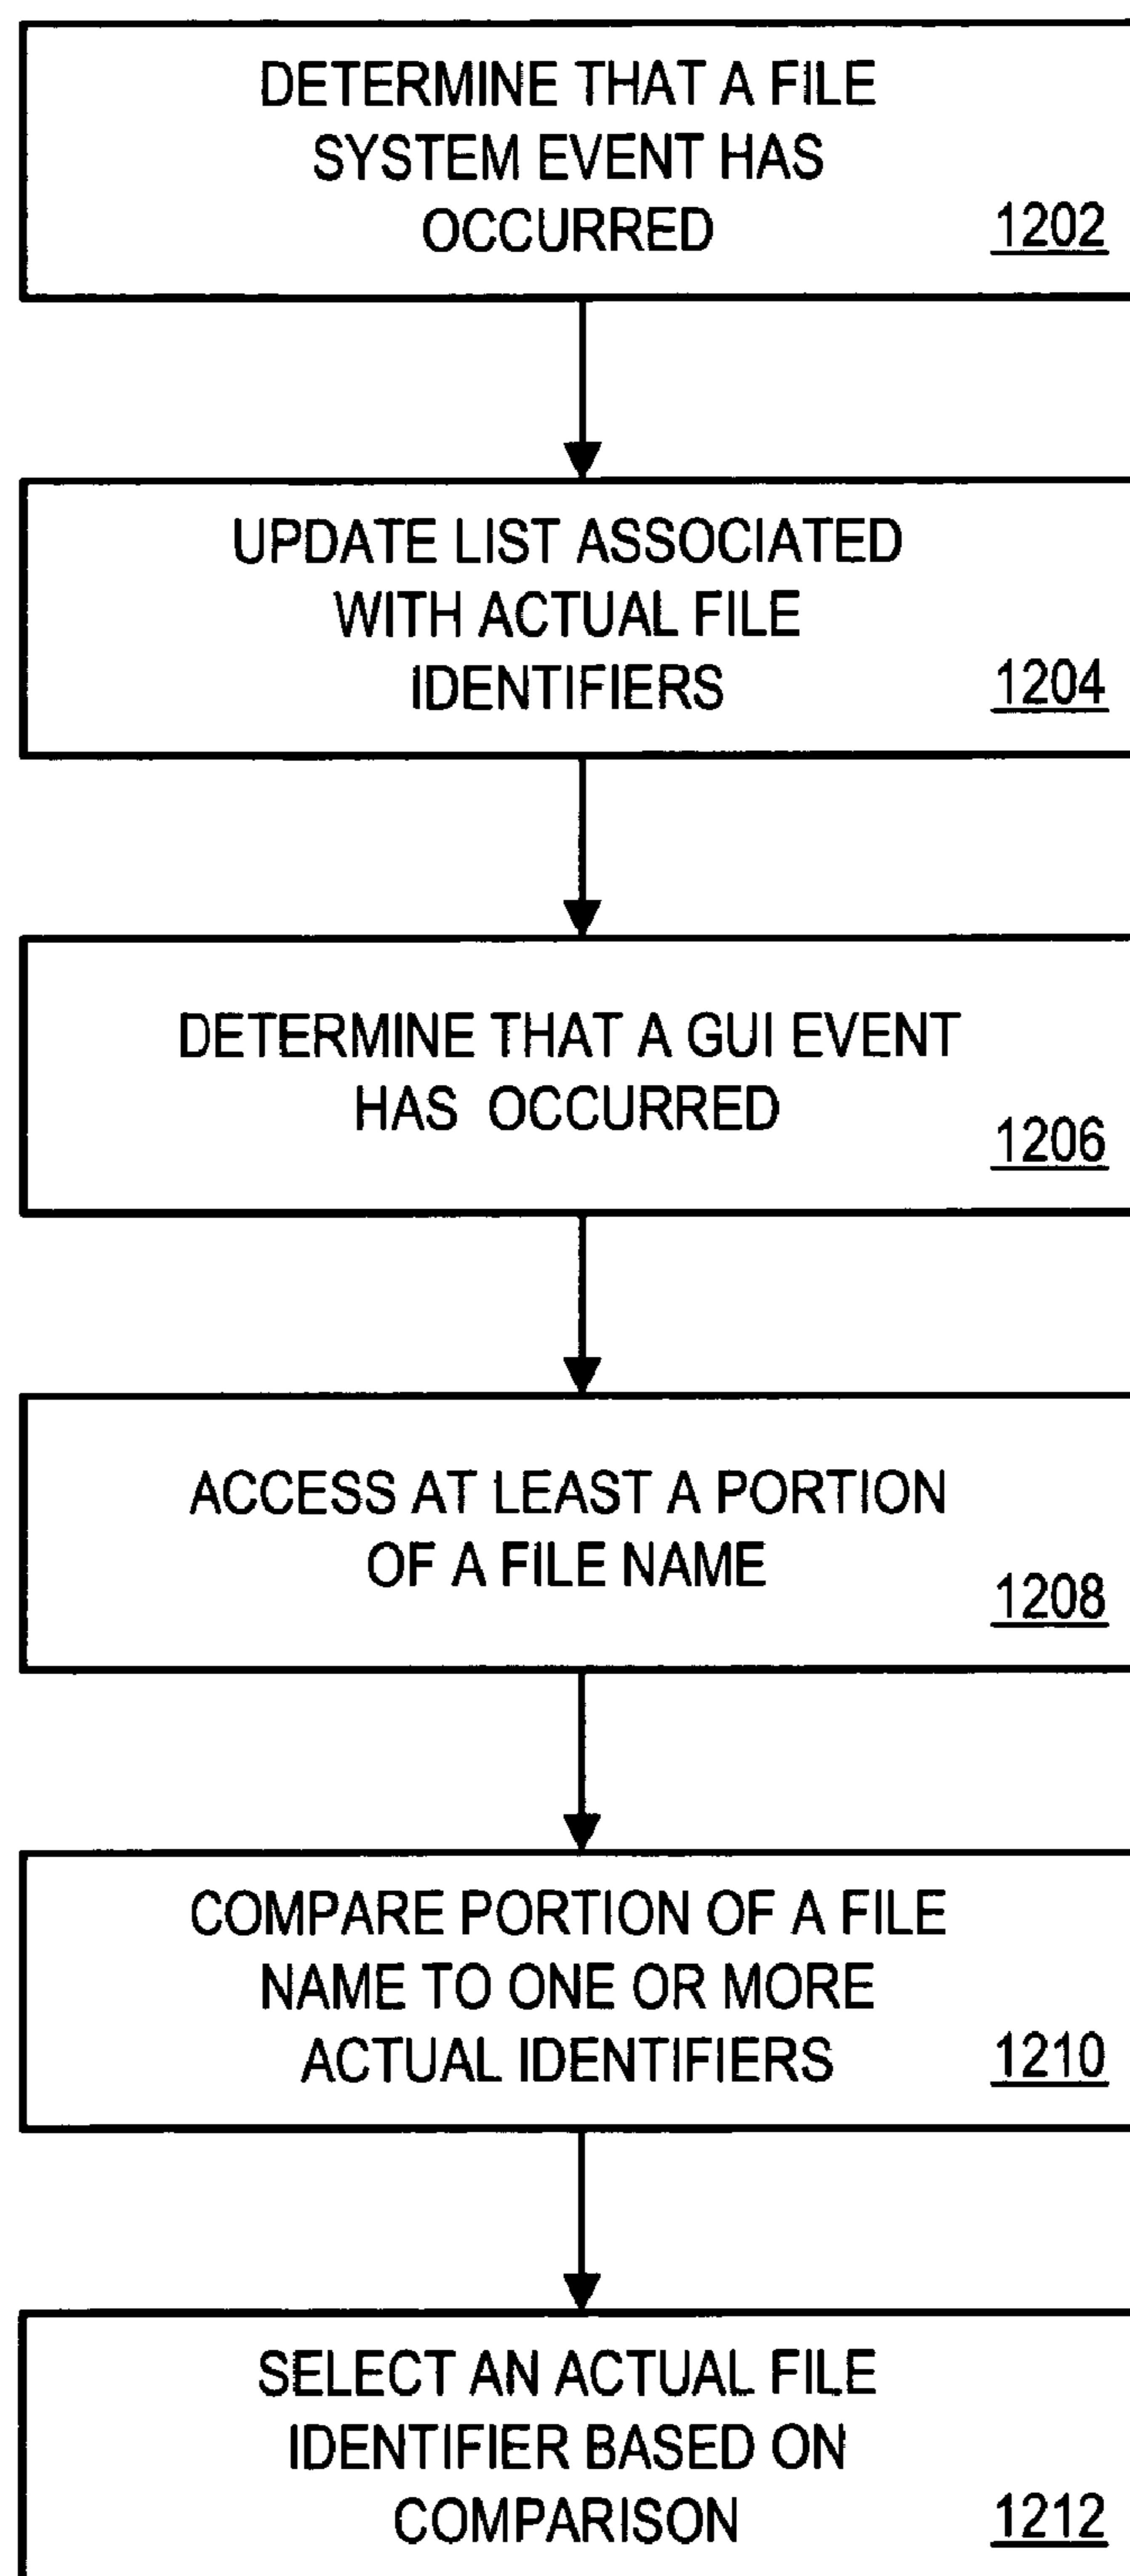 DETERMINE THAT A FILE
SYSTEM EVENT HAS
OCCURRED
1202
UPDATE LIST ASSOCIATED
WITH ACTUAL FILE
IDENTIFIERS
1204
DETERMINE THAT A GUI EVENT
HAS OCCURRED
1206
ACCESS AT LEAST A PORTION
OF A FILE NAME
1208
COMPARE PORTION OF A FILE
NAME TO ONE OR MORE
ACTUAL IDENTIFIERS
1210
SELECT AN ACTUAL FILE
IDENTIFIER BASED ON
COMPARISON
1212